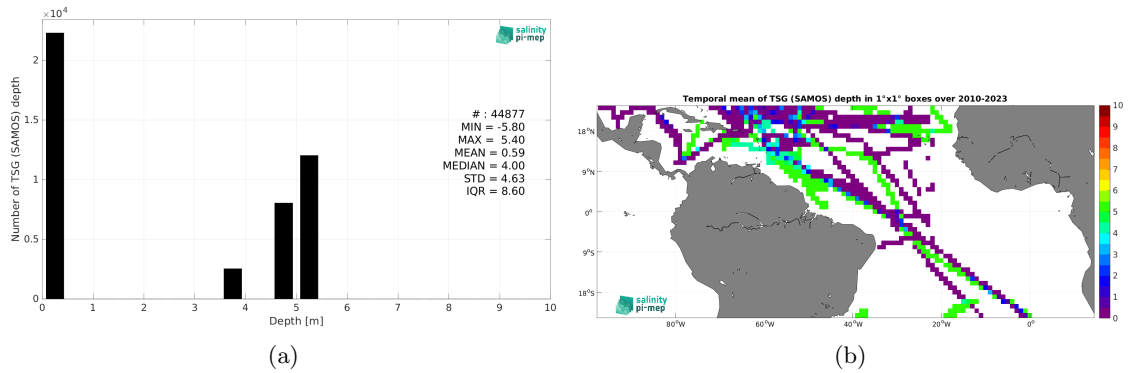 ×10⁴
2
1.5
1
0.5
0
0 1 2 3 4 5 6 7 8 9 10
Number of TSG (SAMOS) depth
Depth [m]
salinity
pi-mep
# : 44877
MIN = -5.80
MAX = 5.40
MEAN = 0.59
MEDIAN = 4.00
STD = 4.63
IQR = 8.60
(a)
Temporal mean of TSG (SAMOS) depth in 1°x1° boxes over 2010-2023
18°N
9°N
0°
9°S
18°S
80°W 60°W 40°W 20°W 0°
salinity
pi-mep
10
9
8
7
6
5
4
3
2
1
0
(b)